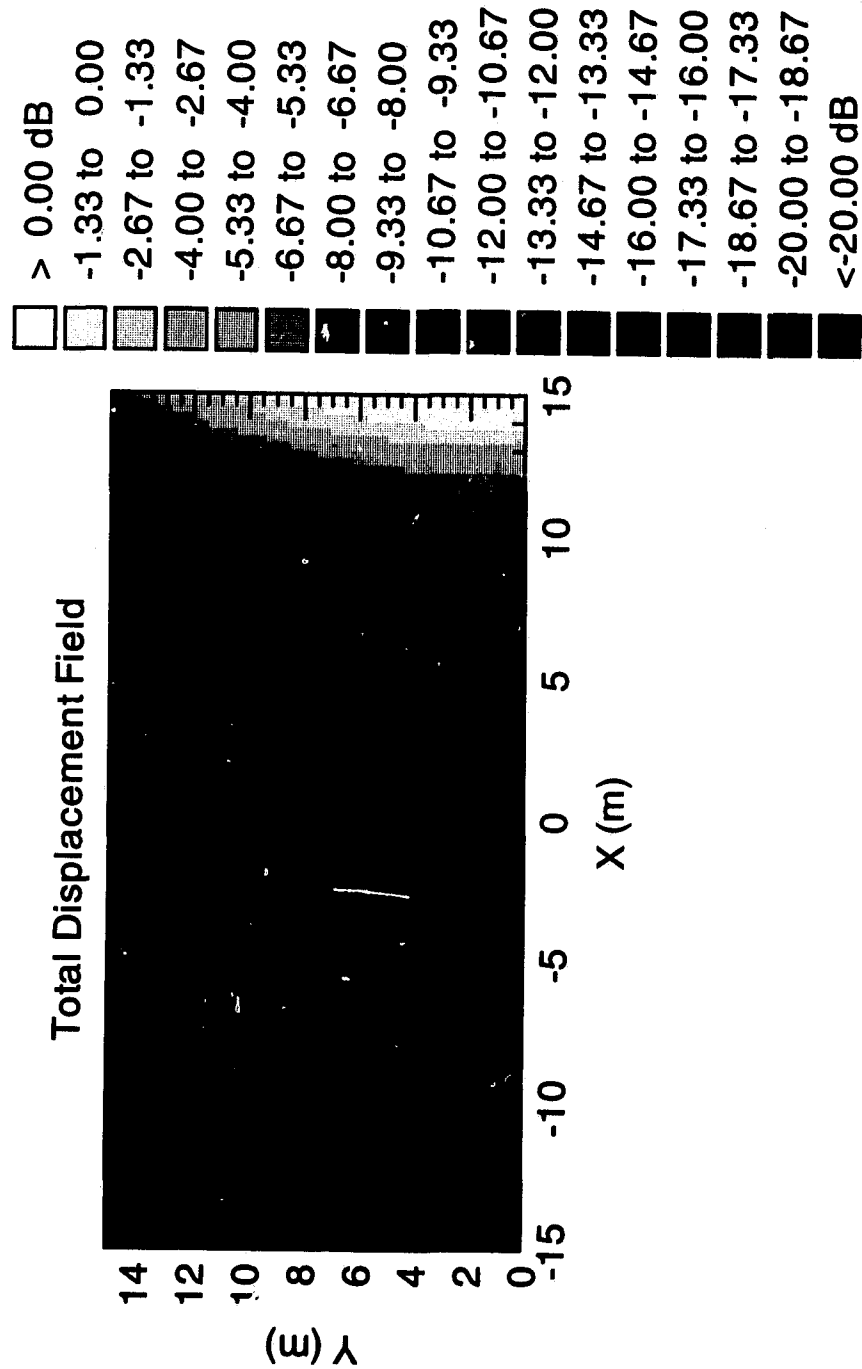 Total Displacement Field
Y (m)
14
12
10
8
6
4
2
0
-15
-10
-5
0
5
10
15
X (m)
> 0.00 dB
-1.33 to 0.00
-2.67 to -1.33
-4.00 to -2.67
-5.33 to -4.00
-6.67 to -5.33
-8.00 to -6.67
-9.33 to -8.00
-10.67 to -9.33
-12.00 to -10.67
-13.33 to -12.00
-14.67 to -13.33
-16.00 to -14.67
-17.33 to -16.00
-18.67 to -17.33
-20.00 to -18.67
<-20.00 dB